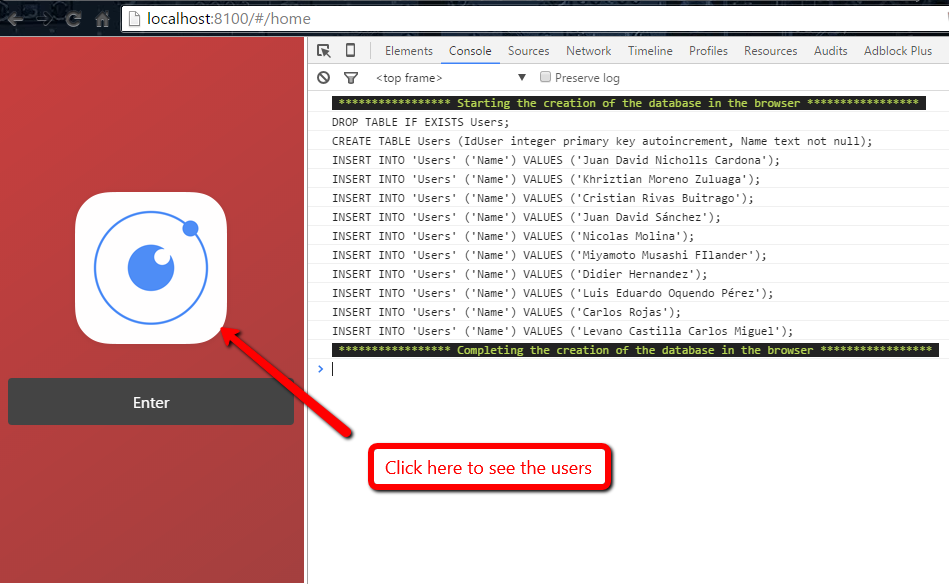 localhost:8100/#/home
Elements Console Sources Network Timeline Profiles Resources Audits Adblock Plus
<top frame> ▼ Preserve log
***************** Starting the creation of the database in the browser *****************
DROP TABLE IF EXISTS Users;
CREATE TABLE Users (IdUser integer primary key autoincrement, Name text not null);
INSERT INTO 'Users' ('Name') VALUES ('Juan David Nicholls Cardona');
INSERT INTO 'Users' ('Name') VALUES ('Khriztian Moreno Zuluaga');
INSERT INTO 'Users' ('Name') VALUES ('Cristian Rivas Buitrago');
INSERT INTO 'Users' ('Name') VALUES ('Juan David Sánchez');
INSERT INTO 'Users' ('Name') VALUES ('Nicolas Molina');
INSERT INTO 'Users' ('Name') VALUES ('Miyamoto Musashi FIlander');
INSERT INTO 'Users' ('Name') VALUES ('Didier Hernandez');
INSERT INTO 'Users' ('Name') VALUES ('Luis Eduardo Oquendo Pérez');
INSERT INTO 'Users' ('Name') VALUES ('Carlos Rojas');
INSERT INTO 'Users' ('Name') VALUES ('Levano Castilla Carlos Miguel');
***************** Completing the creation of the database in the browser *****************
>
Enter
Click here to see the users